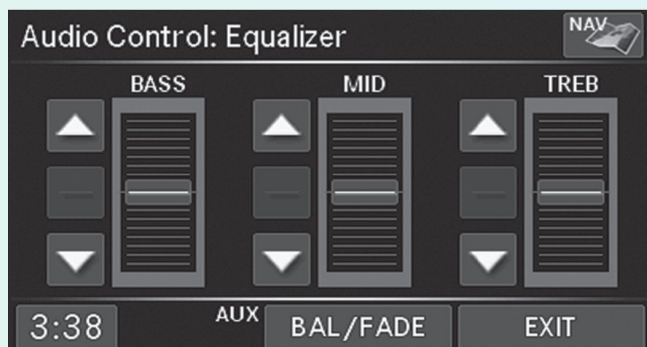 Audio Control: Equalizer NAV
BASS MID TREB
3:38 AUX BAL/FADE EXIT